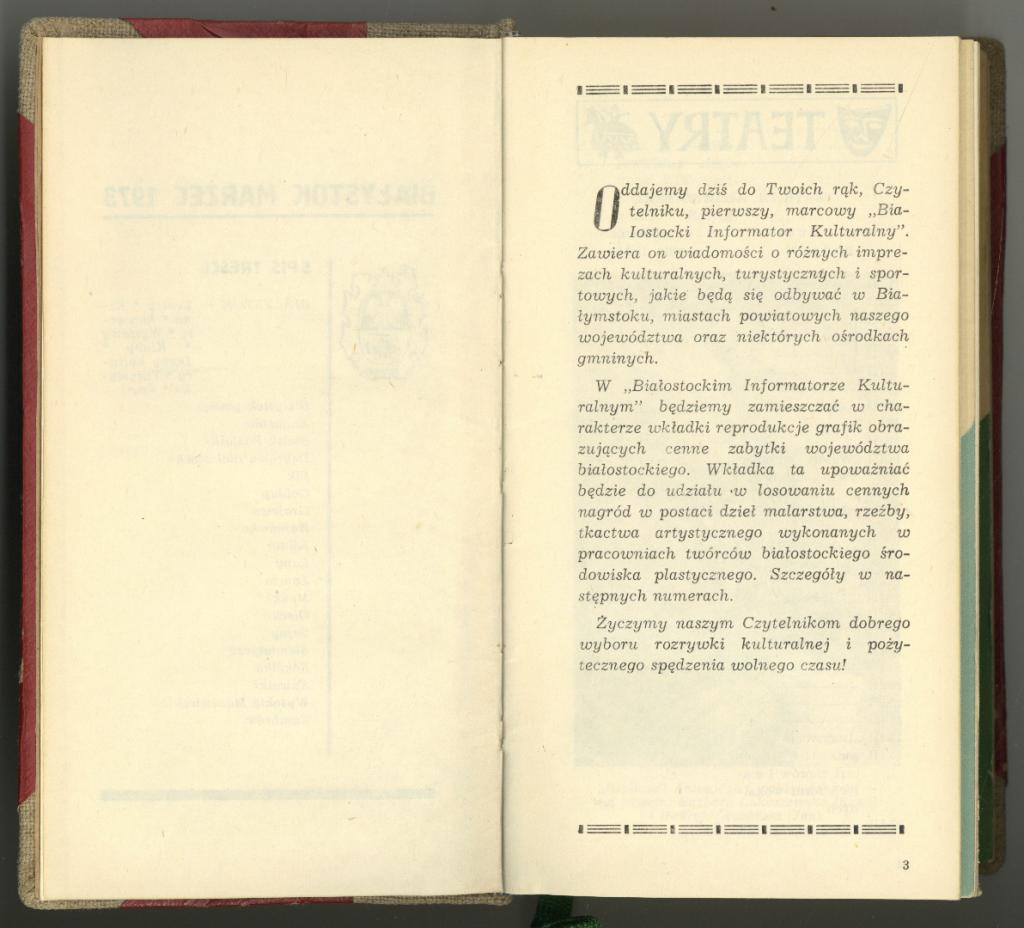 Oddajemy dziś do Twoich rąk, Czy-
telniku, pierwszy, marcowy „Bia-
łostocki Informator Kulturalny".
Zawiera on wiadomości o różnych impre-
zach kulturalnych, turystycznych i spor-
towych, jakie będą się odbywać w Bia-
łymstoku, miastach powiatowych naszego
województwa oraz niektórych ośrodkach
gmninych.
W „Białostockim Informatorze Kultu-
ralnym" będziemy zamieszczać w cha-
rakterze wkładki reprodukcje grafik obra-
zujących cenne zabytki województwa
białostockiego. Wkładka ta upoważniać
będzie do udziału w losowaniu cennych
nagród w postaci dzieł malarstwa, rzeźby,
tkactwa artystycznego wykonanych w
pracowniach twórców białostockiego śro-
dowiska plastycznego. Szczegóły w na-
stępnych numerach.
Życzymy naszym Czytelnikom dobrego
wyboru rozrywki kulturalnej i poży-
tecznego spędzenia wolnego czasu!
3